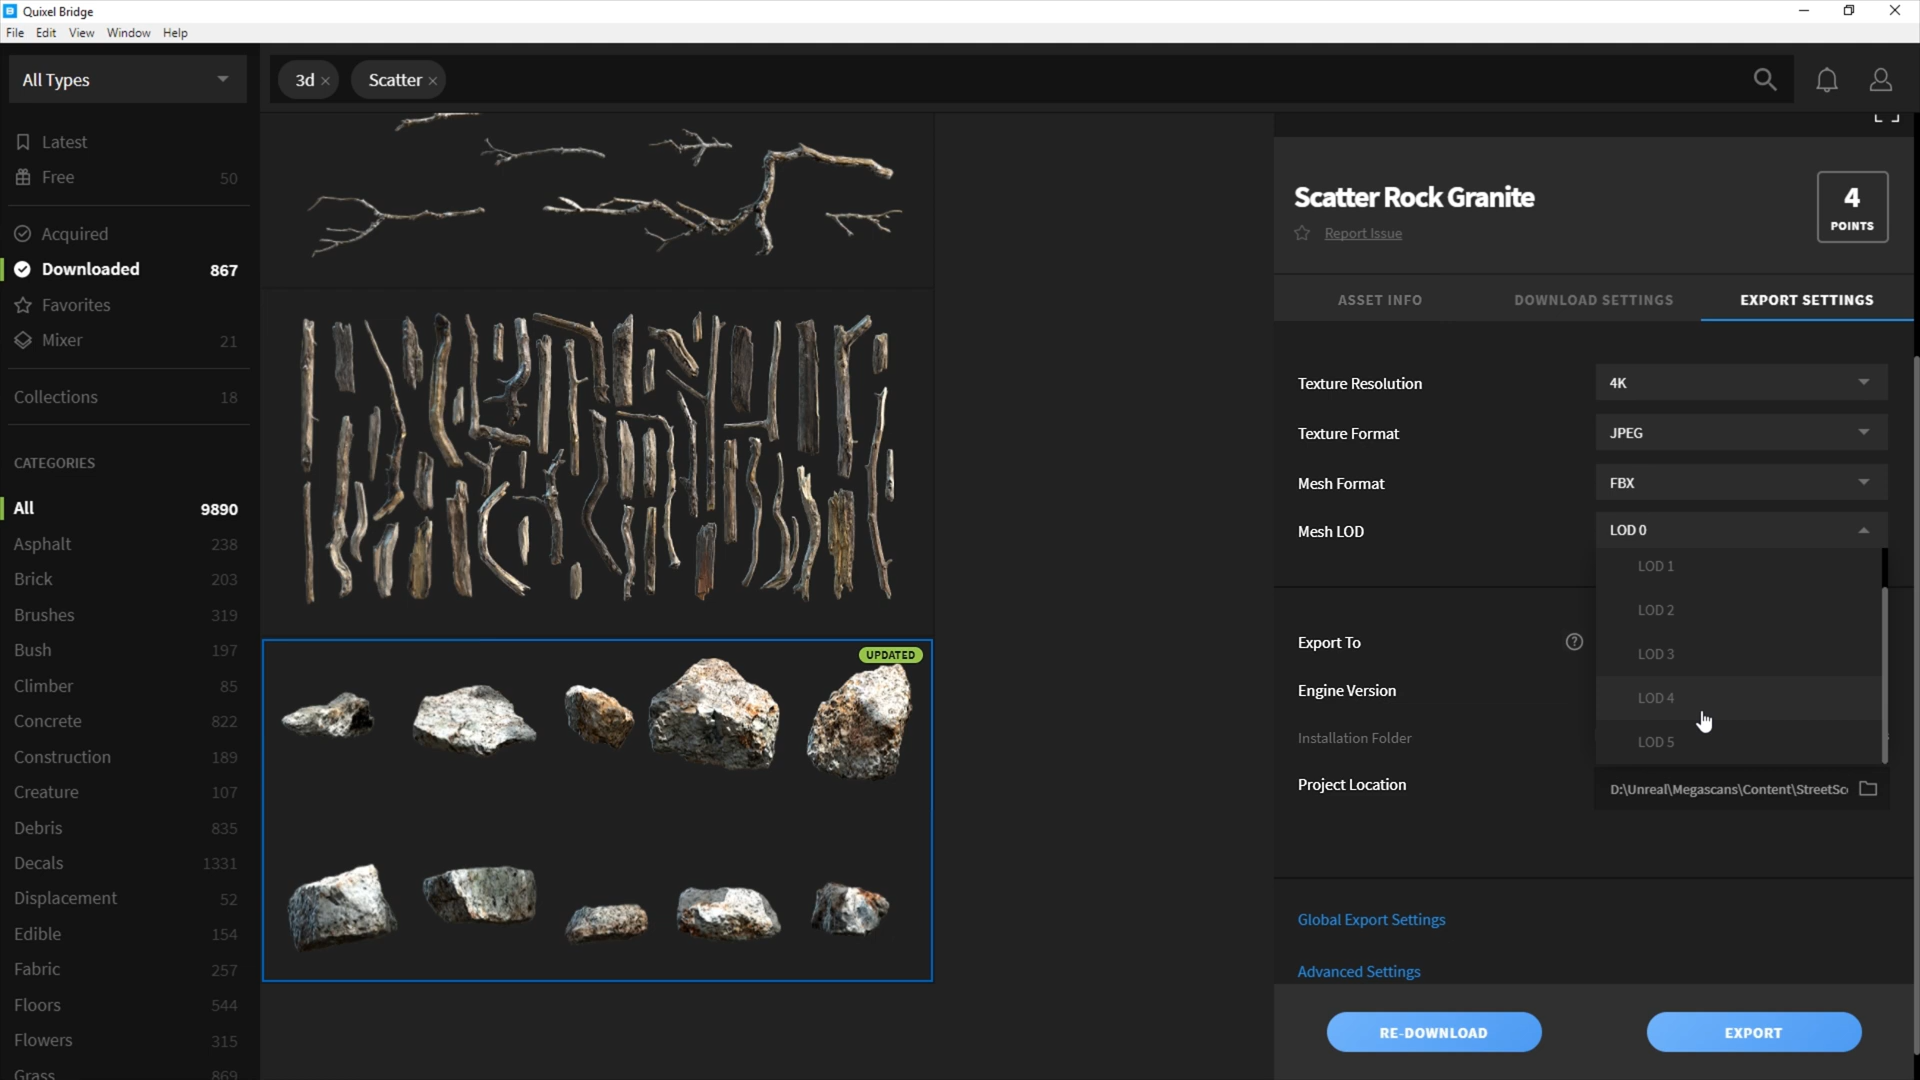 Quixel Bridge
File Edit View Window Help
All Types
3d × Scatter ×
Latest
Free 50
Acquired
Downloaded 867
Favorites
Mixer 21
Collections 18
CATEGORIES
All 9890
Asphalt 238
Brick 203
Brushes 319
Bush 197
Climber 85
Concrete 822
Construction 189
Creature 107
Debris 835
Decals 1331
Displacement 52
Edible 154
Fabric 257
Floors 544
Flowers 315
Grass 869
UPDATED
Scatter Rock Granite
Report Issue
4
POINTS
ASSET INFO DOWNLOAD SETTINGS EXPORT SETTINGS
Texture Resolution 4K
Texture Format JPEG
Mesh Format FBX
Mesh LOD LOD 0
LOD 1
LOD 2
LOD 3
LOD 4
LOD 5
Export To ?
Engine Version
Installation Folder
Project Location D:\Unreal\Megascans\Content\StreetSc
Global Export Settings
Advanced Settings
RE-DOWNLOAD EXPORT